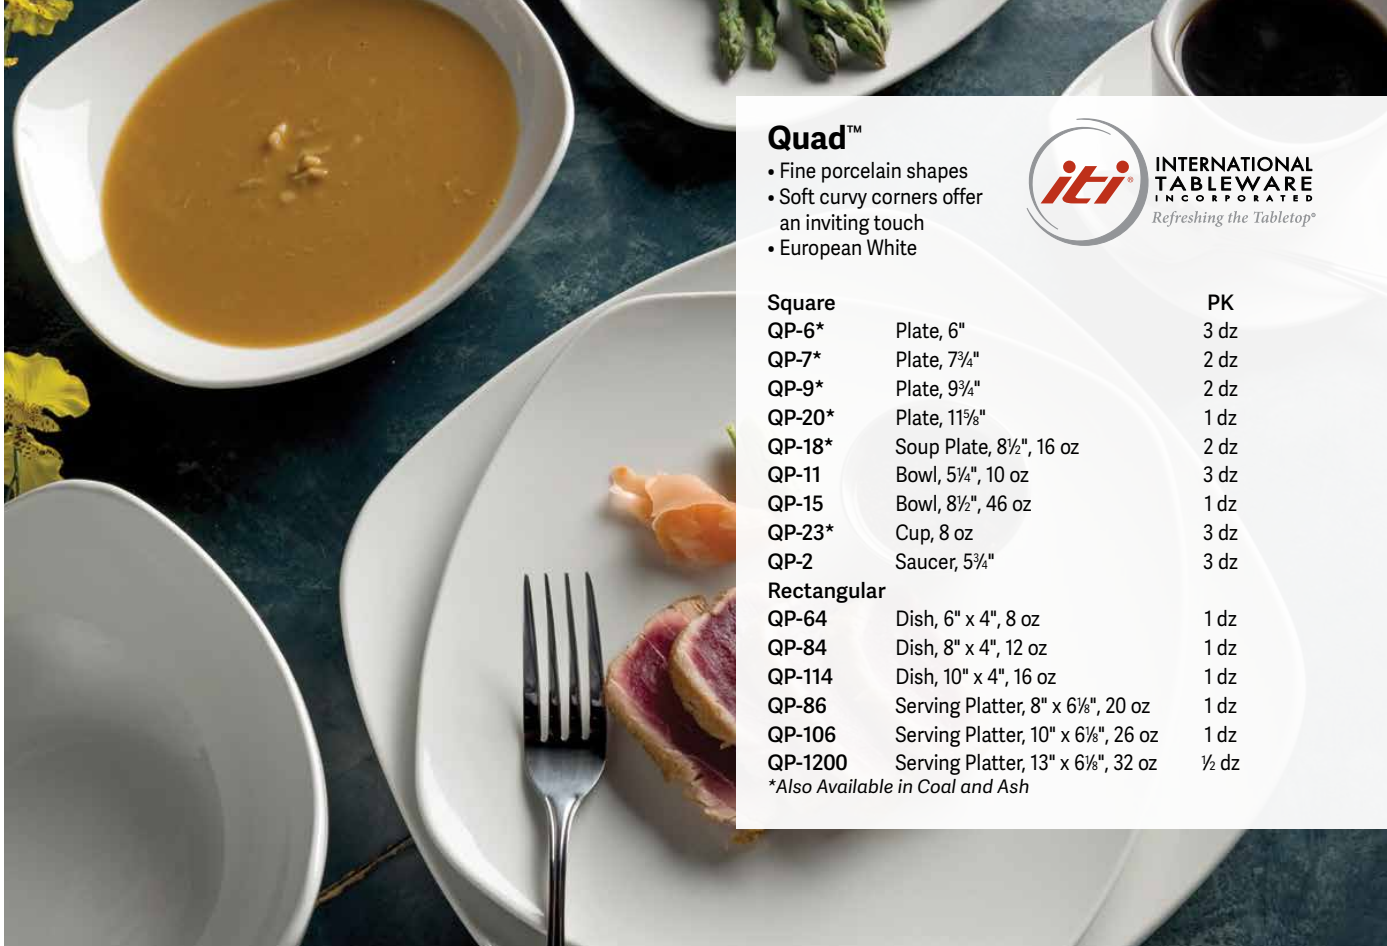 Quad™
• Fine porcelain shapes
• Soft curvy corners offer
an inviting touch
• European White
iti®
INTERNATIONAL
TABLEWARE
INCORPORATED
Refreshing the Tabletop®
Square PK
QP-6* Plate, 6" 3 dz
QP-7* Plate, 7¾" 2 dz
QP-9* Plate, 9¾" 2 dz
QP-20* Plate, 11⅝" 1 dz
QP-18* Soup Plate, 8½", 16 oz 2 dz
QP-11 Bowl, 5¼", 10 oz 3 dz
QP-15 Bowl, 8½", 46 oz 1 dz
QP-23* Cup, 8 oz 3 dz
QP-2 Saucer, 5¾" 3 dz
Rectangular
QP-64 Dish, 6" x 4", 8 oz 1 dz
QP-84 Dish, 8" x 4", 12 oz 1 dz
QP-114 Dish, 10" x 4", 16 oz 1 dz
QP-86 Serving Platter, 8" x 6⅛", 20 oz 1 dz
QP-106 Serving Platter, 10" x 6⅛", 26 oz 1 dz
QP-1200 Serving Platter, 13" x 6⅛", 32 oz ½ dz
*Also Available in Coal and Ash